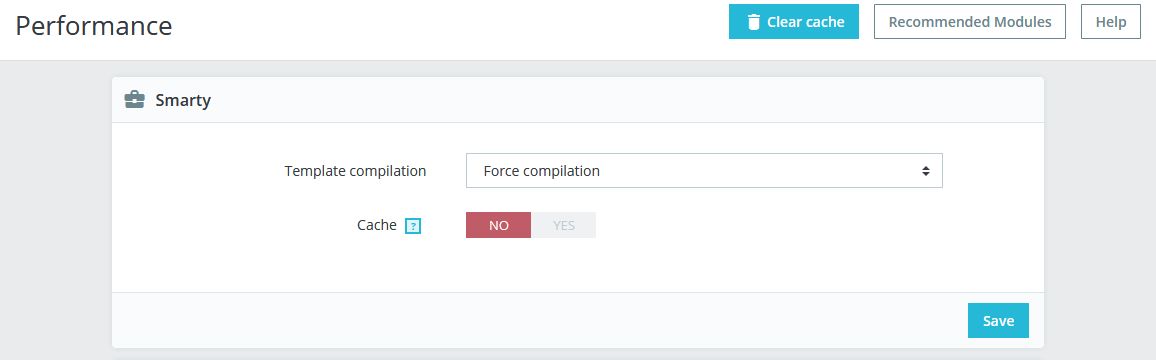 Performance
Clear cache
Recommended Modules
Help
Smarty
Template compilation
Force compilation
Cache ?
NO YES
Save